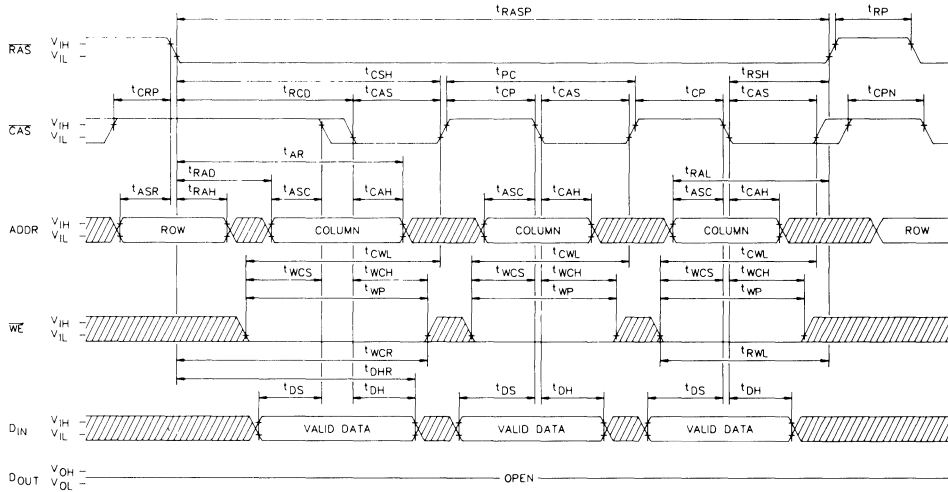 tRASP tRP
RAS VIH
VIL
tCSH tPC tRSH
tCRP tRCD tCAS tCP tCAS tCP tCAS tCPN
CAS VIH
VIL
tAR
tRAD tRAL
tASR tRAH tASC tCAH tASC tCAH tASC tCAH
ADDR VIH
VIL
ROW COLUMN COLUMN COLUMN ROW
tCWL tCWL tCWL
tWCS tWCH tWCS tWCH tWCS tWCH
tWP tWP tWP
WE VIH
VIL
tWCR tRWL
tDHR
tDS tDH tDS tDH tDS tDH
DIN VIH
VIL
VALID DATA VALID DATA VALID DATA
DOUT VOH
VOL
OPEN